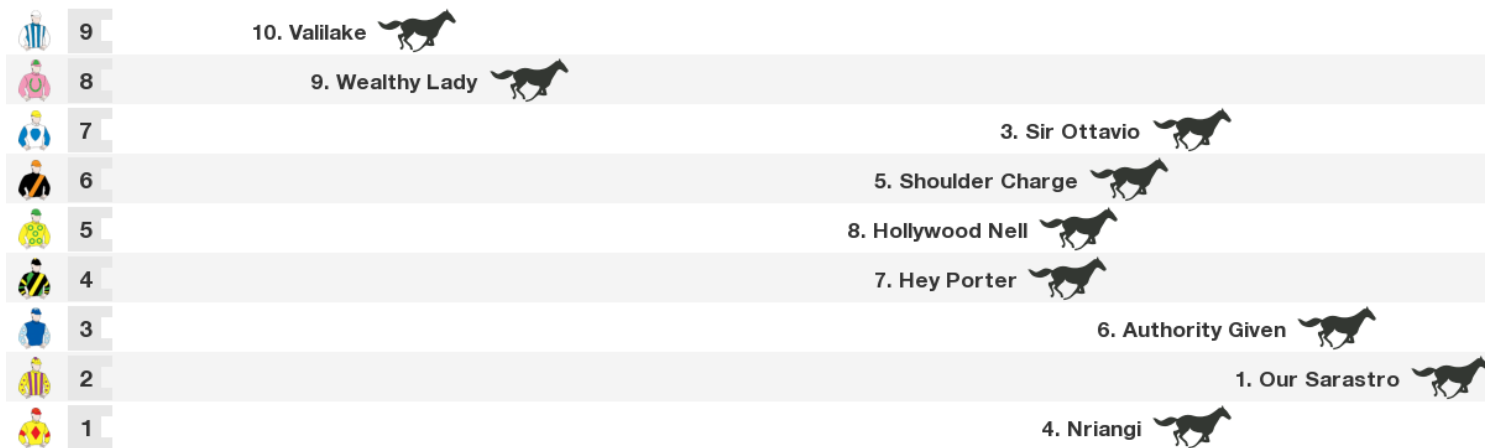 9 10. Valilake
8 9. Wealthy Lady
7 3. Sir Ottavio
6 5. Shoulder Charge
5 8. Hollywood Nell
4 7. Hey Porter
3 6. Authority Given
2 1. Our Sarastro
1 4. Nriangi